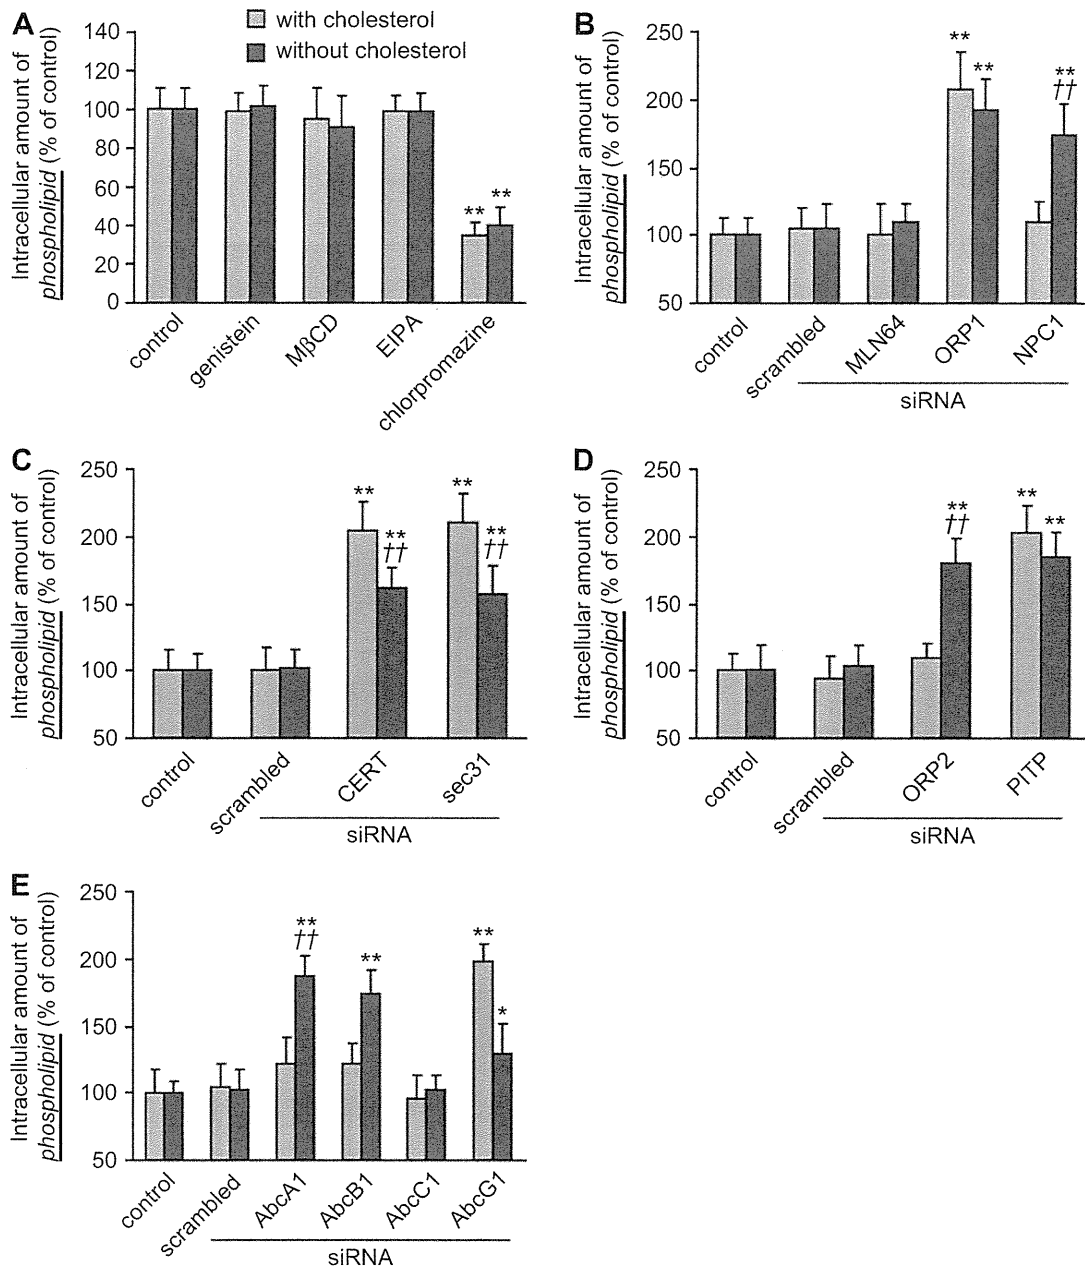 A
with cholesterol
without cholesterol
Intracellular amount of
phospholipid (% of control)
140
120
100
80
60
40
20
0
** **
control
genistein
MβCD
EIPA
chlorpromazine
B
Intracellular amount of
phospholipid (% of control)
250
200
150
100
50
**
**
**
††
control
scrambled
MLN64
ORP1
NPC1
siRNA
C
Intracellular amount of
phospholipid (% of control)
250
200
150
100
50
**
**
††
**
**
††
control
scrambled
CERT
sec31
siRNA
D
Intracellular amount of
phospholipid (% of control)
250
200
150
100
50
**
††
**
**
control
scrambled
ORP2
PITP
siRNA
E
Intracellular amount of
phospholipid (% of control)
250
200
150
100
50
**
††
**
**
*
control
scrambled
AbcA1
AbcB1
AbcC1
AbcG1
siRNA